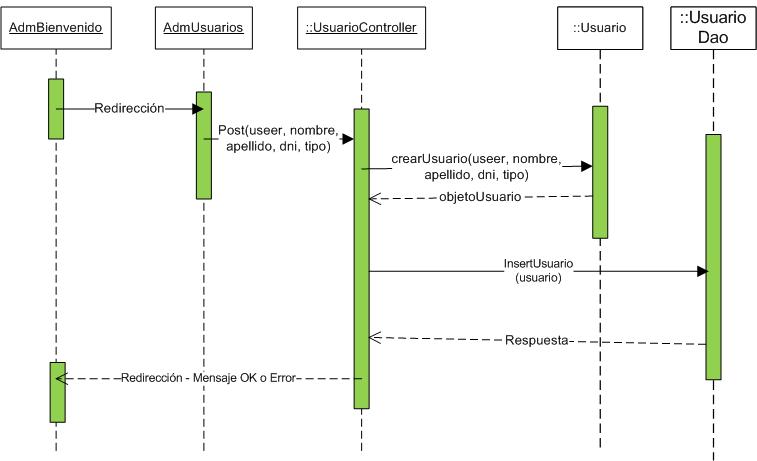 AdmBienvenido
AdmUsuarios
::UsuarioController
::Usuario
::Usuario
Dao
Redirección
Post(useer, nombre,
apellido, dni, tipo)
crearUsuario(useer, nombre,
apellido, dni, tipo)
objetoUsuario
InsertUsuario
(usuario)
Respuesta
Redirección - Mensaje OK o Error